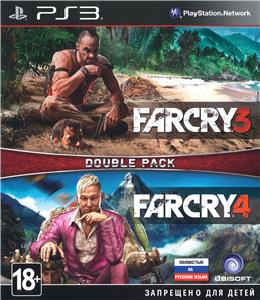 PS3
PlayStation®Network
FARCRY3
DOUBLE PACK
FARCRY4
ПОЛНОСТЬЮ
НА
РУССКОМ ЯЗЫКЕ
UBISOFT
18+
ЗАПРЕЩЕНО ДЛЯ ДЕТЕЙ